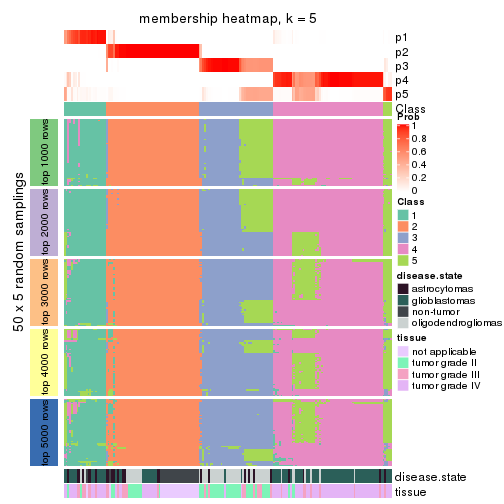 membership heatmap, k = 5
p1
p2
p3
p4
p5
Class
50 x 5 random samplings
top 1000 rows
top 2000 rows
top 3000 rows
top 4000 rows
top 5000 rows
disease.state
tissue
Prob
1
0.8
0.6
0.4
0.2
0
Class
1
2
3
4
5
disease.state
astrocytomas
glioblastomas
non-tumor
oligodendrogliomas
tissue
not applicable
tumor grade II
tumor grade III
tumor grade IV